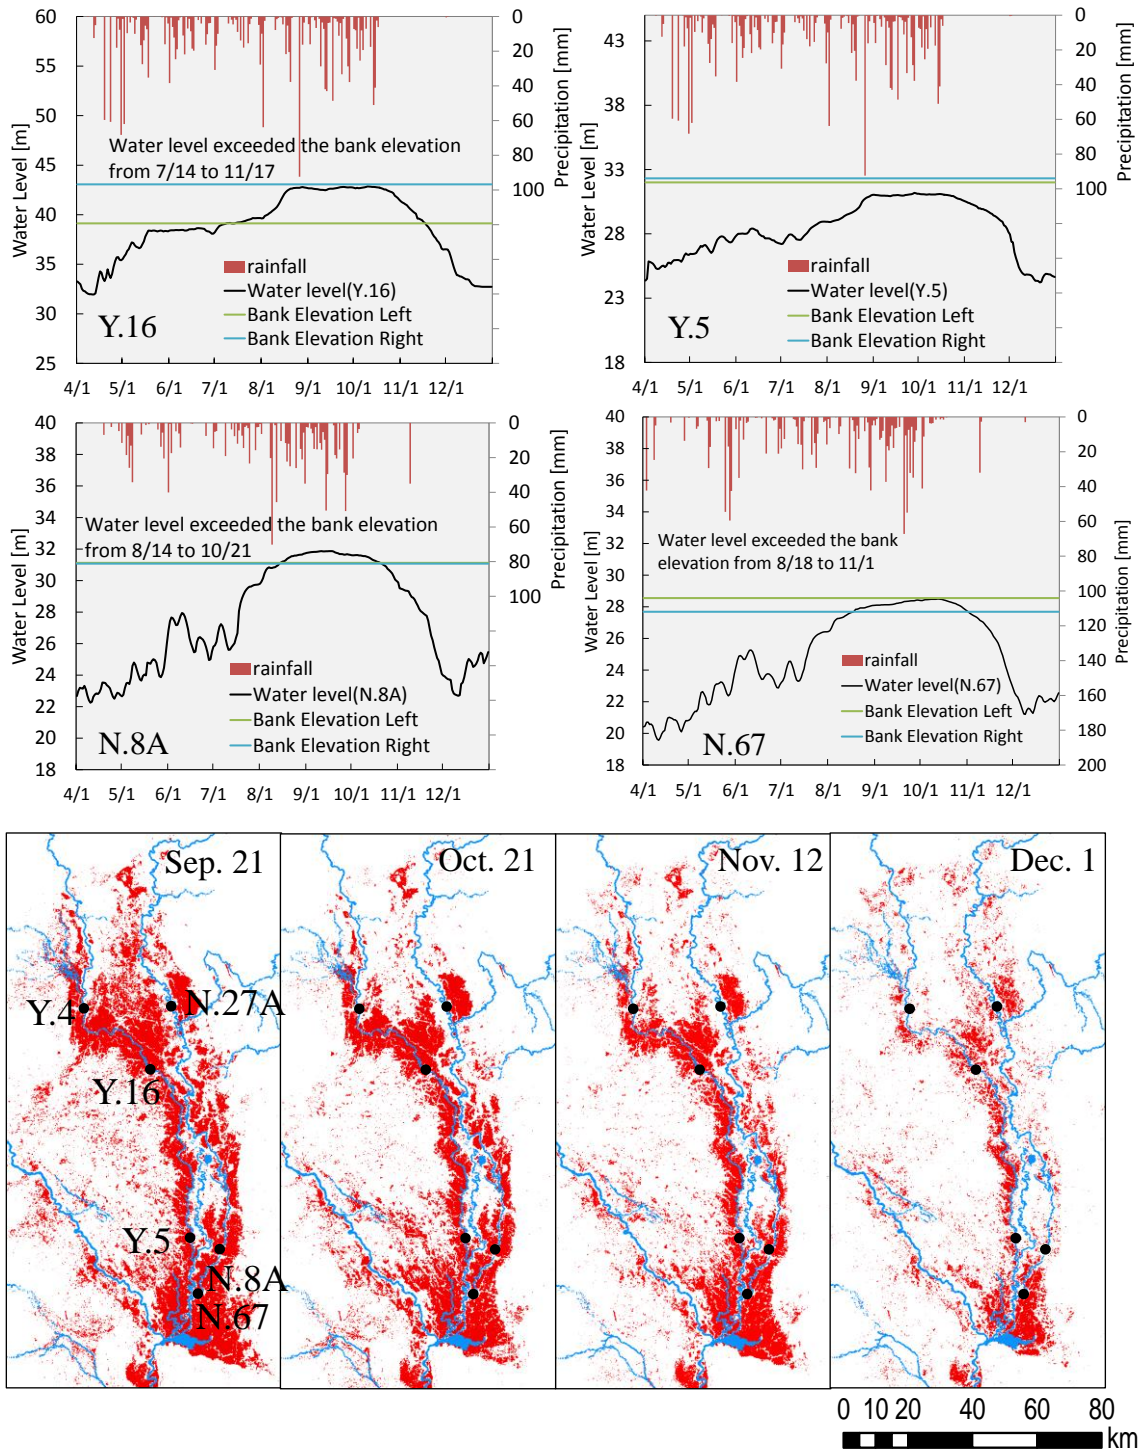 60
55
50
45
40
35
30
25
Water Level [m]
0
20
40
60
80
100
Precipitation [mm]
Water level exceeded the bank elevation
from 7/14 to 11/17
rainfall
Water level(Y.16)
Bank Elevation Left
Bank Elevation Right
Y.16
4/1 5/1 6/1 7/1 8/1 9/1 10/1 11/1 12/1
43
38
33
28
23
18
Water Level [m]
0
20
40
60
80
100
Precipitation [mm]
rainfall
Water level(Y.5)
Bank Elevation Left
Bank Elevation Right
Y.5
4/1 5/1 6/1 7/1 8/1 9/1 10/1 11/1 12/1
40
38
36
34
32
30
28
26
24
22
20
18
Water Level [m]
0
20
40
60
80
100
Precipitation [mm]
Water level exceeded the bank elevation
from 8/14 to 10/21
rainfall
Water level(N.8A)
Bank Elevation Left
Bank Elevation Right
N.8A
4/1 5/1 6/1 7/1 8/1 9/1 10/1 11/1 12/1
40
38
36
34
32
30
28
26
24
22
20
18
Water Level [m]
0
20
40
60
80
100
120
140
160
180
200
Precipitation [mm]
Water level exceeded the bank
elevation from 8/18 to 11/1
rainfall
Water level(N.67)
Bank Elevation Left
Bank Elevation Right
N.67
4/1 5/1 6/1 7/1 8/1 9/1 10/1 11/1 12/1
Sep. 21
Oct. 21
Nov. 12
Dec. 1
Y.4
N.27A
Y.16
Y.5
N.8A
N.67
0 10 20 40 60 80
km